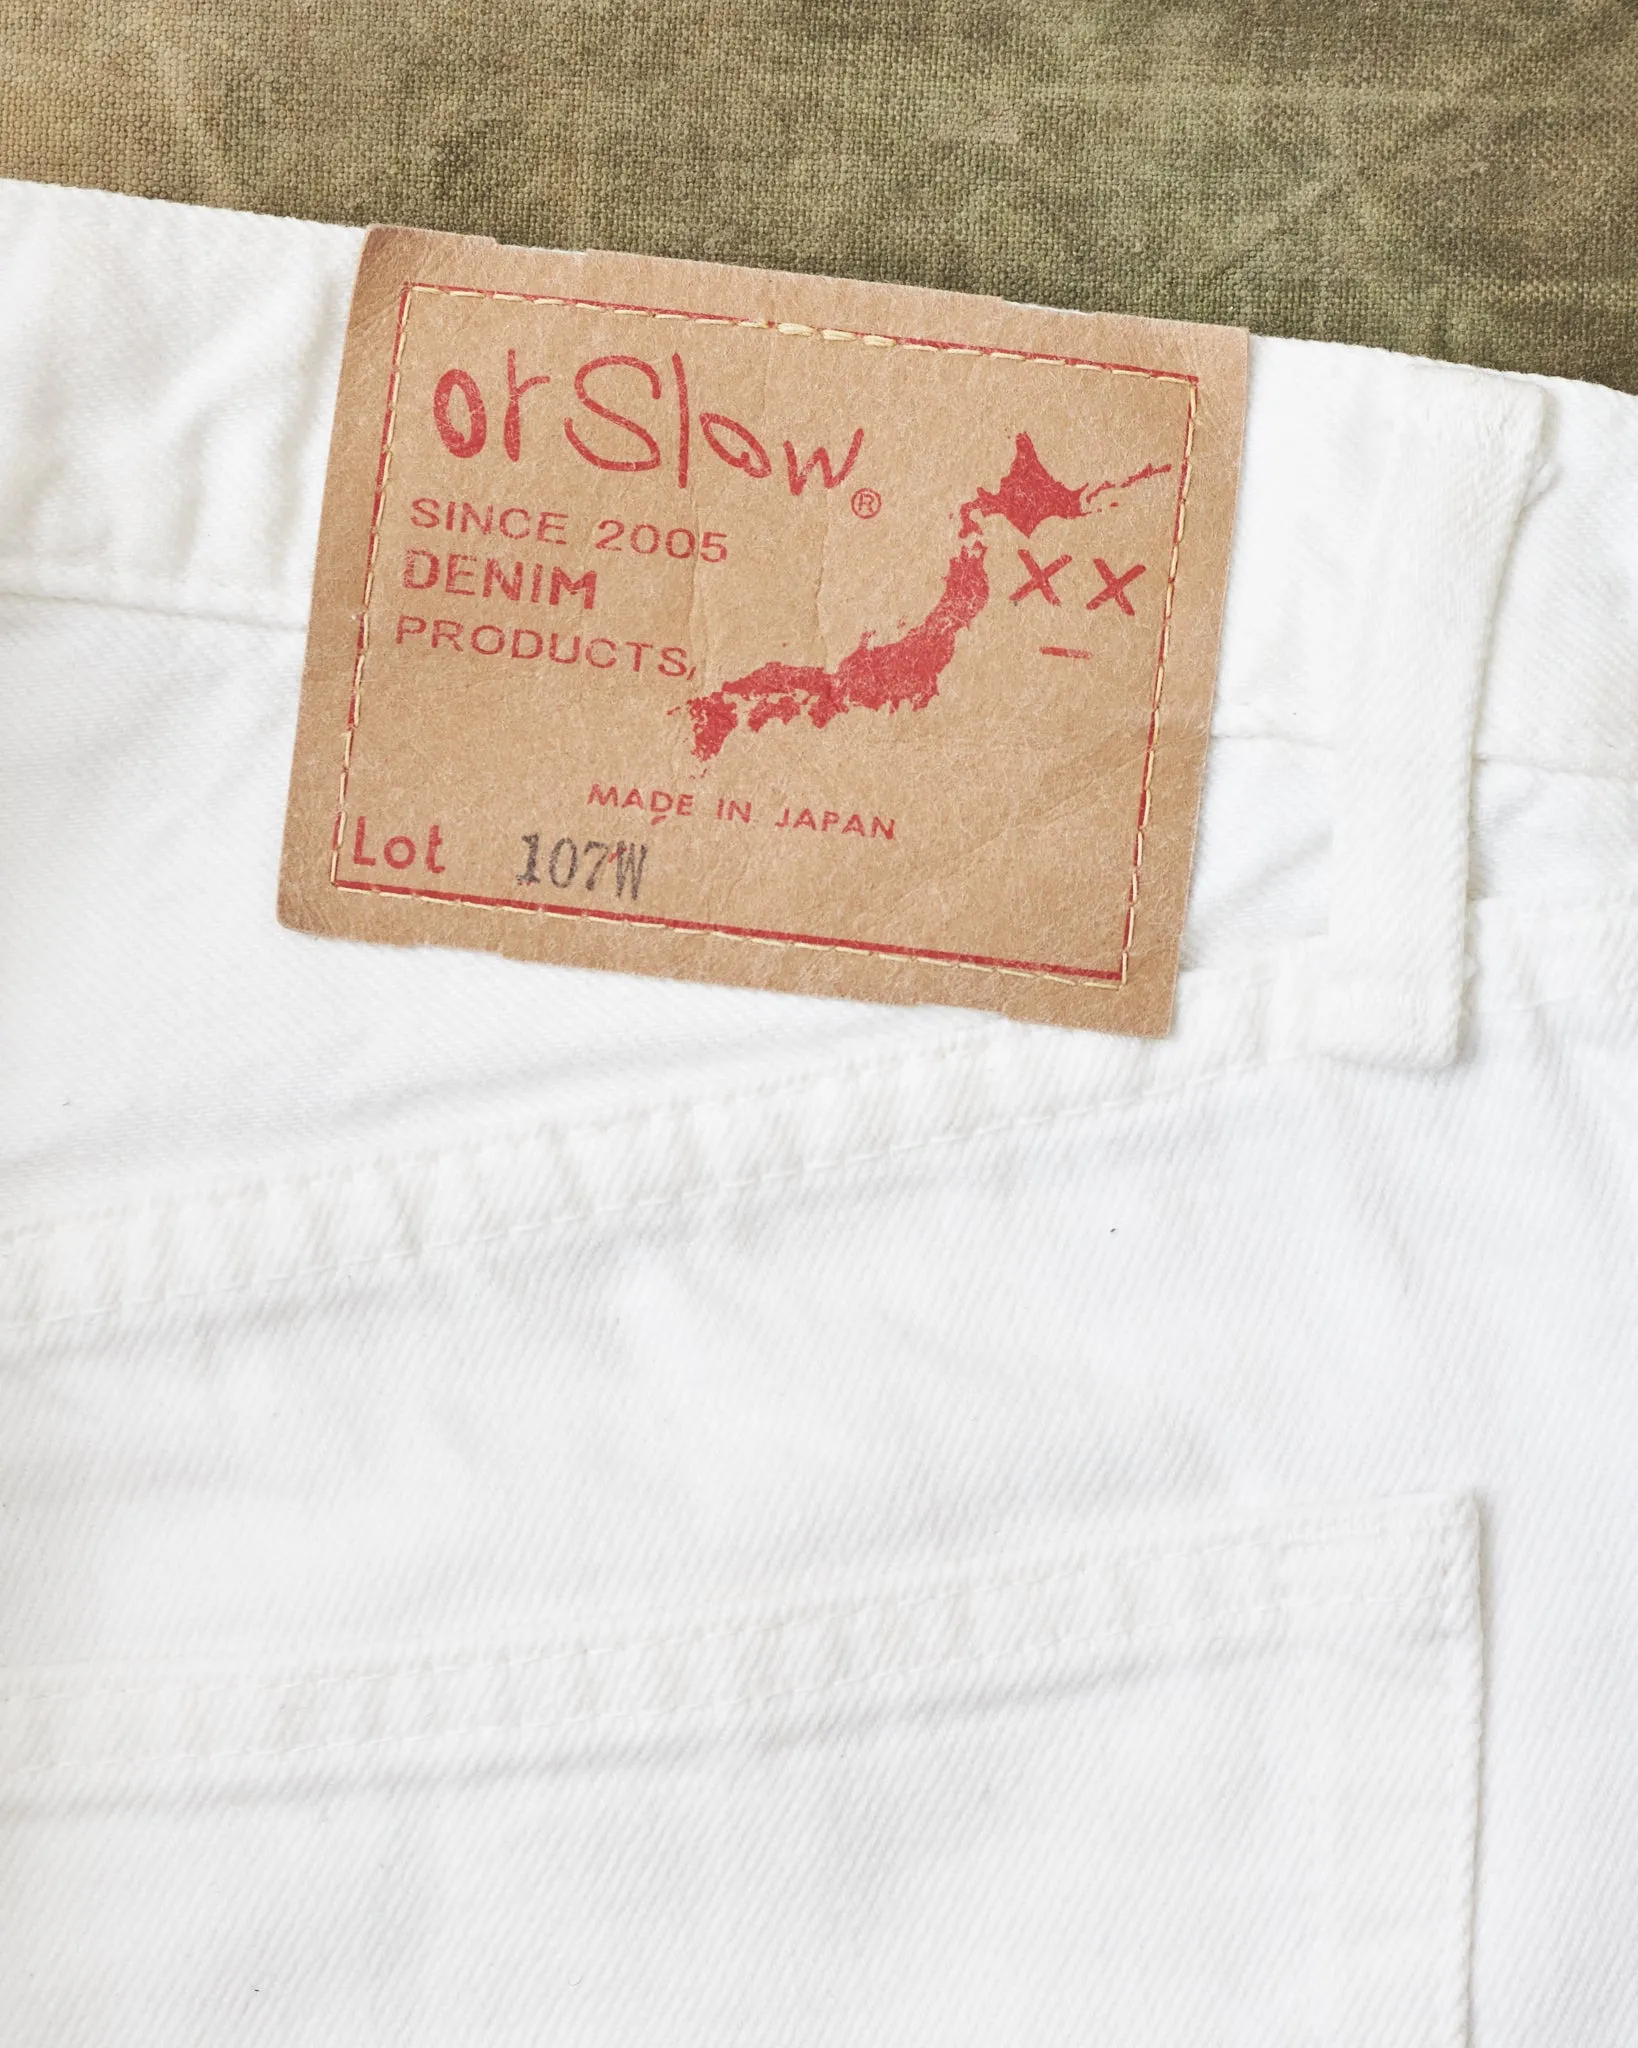 orSlow®
SINCE 2005
DENIM
PRODUCTS,
XX
MADE IN JAPAN
Lot 107W